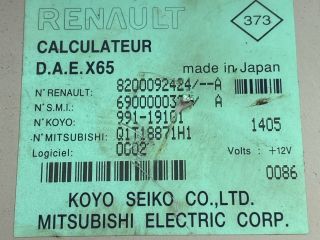 RENAULT
373
CALCULATEUR
D.A.E.X65
made in Japan
N°RENAULT: 8200092424/--A
N°S.M.I.: A
N°KOYO: 991-19101
N°MITSUBISHI: Q1T18871H1 1405
Logiciel: 0002 Volts : +12V
0086
KOYO SEIKO CO.,LTD.
MITSUBISHI ELECTRIC CORP.